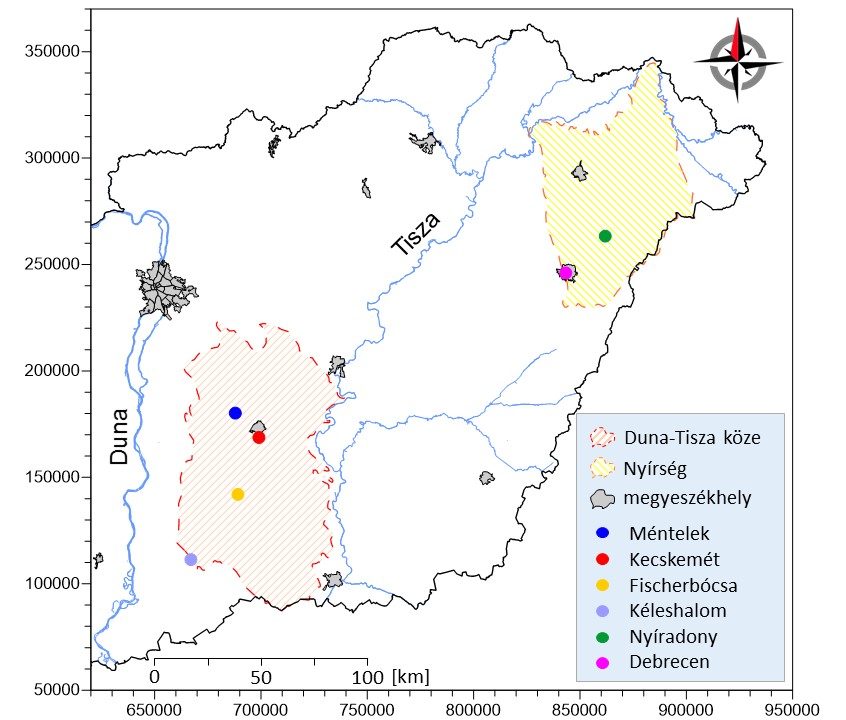 350000
300000
250000
200000
150000
100000
50000
Tisza
Duna
Duna-Tisza köze
Nyírség
megyeszékhely
Méntelek
Kecskemét
Fischerbócsa
Kéleshalom
Nyíradony
Debrecen
0 50 100 [km]
650000 700000 750000 800000 850000 900000 950000